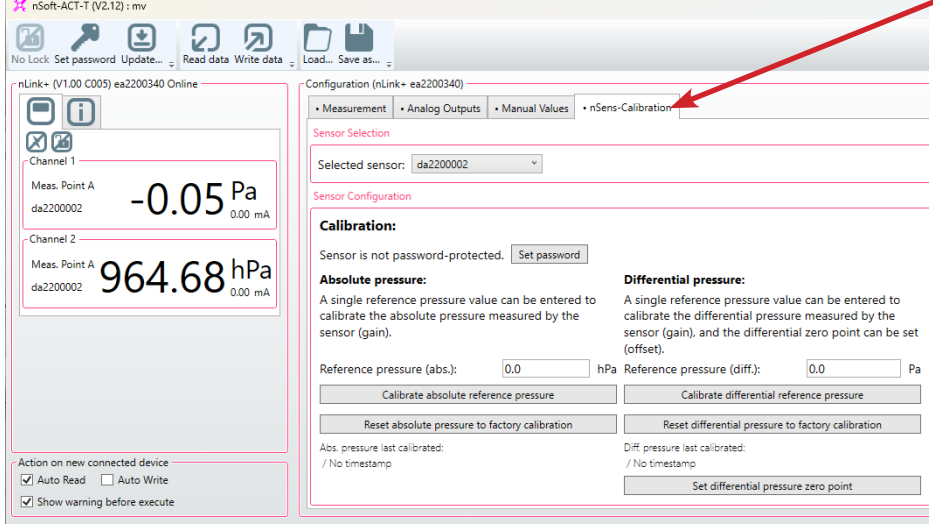 nSoft-ACT-T (V2.12) : mv
No Lock Set password Update... Read data Write data Load... Save as...
nLink+ (V1.00 C005) ea2200340 Online
Channel 1
Meas. Point A
da2200002
-0.05 Pa
0.00 mA
Channel 2
Meas. Point A
da2200002
964.68 hPa
0.00 mA
Action on new connected device
Auto Read Auto Write
Show warning before execute
Configuration (nLink+ ea2200340)
• Measurement • Analog Outputs • Manual Values • nSens-Calibration
Sensor Selection
Selected sensor: da2200002
Sensor Configuration
Calibration:
Sensor is not password-protected. Set password
Absolute pressure:
A single reference pressure value can be entered to
calibrate the absolute pressure measured by the
sensor (gain).
Reference pressure (abs.): 0.0 hPa
Calibrate absolute reference pressure
Reset absolute pressure to factory calibration
Abs. pressure last calibrated:
/ No timestamp
Differential pressure:
A single reference pressure value can be entered to
calibrate the differential pressure measured by the
sensor (gain), and the differential zero point can be set
(offset).
Reference pressure (diff.): 0.0 Pa
Calibrate differential reference pressure
Reset differential pressure to factory calibration
Diff. pressure last calibrated:
/ No timestamp
Set differential pressure zero point